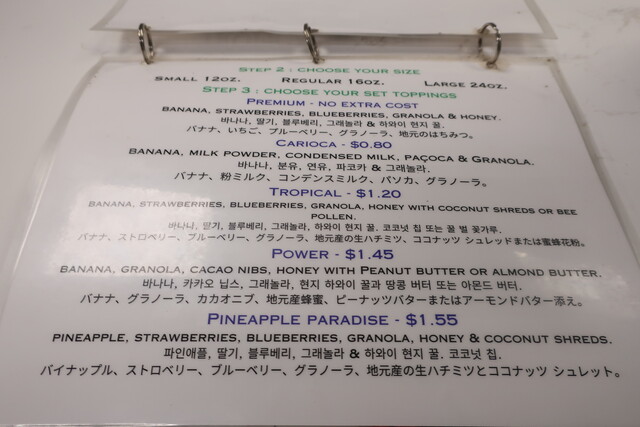 STEP 2 : CHOOSE YOUR SIZE
SMALL 12OZ. REGULAR 16OZ. LARGE 24OZ.
STEP 3 : CHOOSE YOUR SET TOPPINGS
PREMIUM - NO EXTRA COST
BANANA, STRAWBERRIES, BLUEBERRIES, GRANOLA & HONEY.
바나나, 딸기, 블루베리, 그래놀라 & 하와이 현지 꿀.
バナナ、いちご、ブルーベリー、グラノーラ、地元のはちみつ。
CARIOCA - $0.80
BANANA, MILK POWDER, CONDENSED MILK, PAÇOCA & GRANOLA.
바나나, 분유, 연유, 파코카 & 그래놀라.
バナナ、粉ミルク、コンデンスミルク、パソカ、グラノーラ。
TROPICAL - $1.20
BANANA, STRAWBERRIES, BLUEBERRIES, GRANOLA, HONEY WITH COCONUT SHREDS OR BEE
POLLEN.
바나나, 딸기, 블루베리, 그래놀라, 하와이 현지 꿀. 코코넛 칩 또는 꿀 벌 꽃가루.
バナナ、ストロベリー、ブルーベリー、グラノーラ、地元産の生ハチミツ、ココナッツ シュレッドまたは蜜蜂花粉。
POWER - $1.45
BANANA, GRANOLA, CACAO NIBS, HONEY WITH PEANUT BUTTER OR ALMOND BUTTER.
바나나, 카카오 닙스, 그래놀라, 현지 하와이 꿀과 땅콩 버터 또는 아몬드 버터.
バナナ、グラノーラ、カカオニブ、地元産蜂蜜、ピーナッツバターまたはアーモンドバター添え。
PINEAPPLE PARADISE - $1.55
PINEAPPLE, STRAWBERRIES, BLUEBERRIES, GRANOLA, HONEY & COCONUT SHREDS.
파인애플, 딸기, 블루베리, 그래놀라 & 하와이 현지 꿀. 코코넛 칩.
パイナップル、ストロベリー、ブルーベリー、グラノーラ、地元産の生ハチミツとココナッツ シュレット。